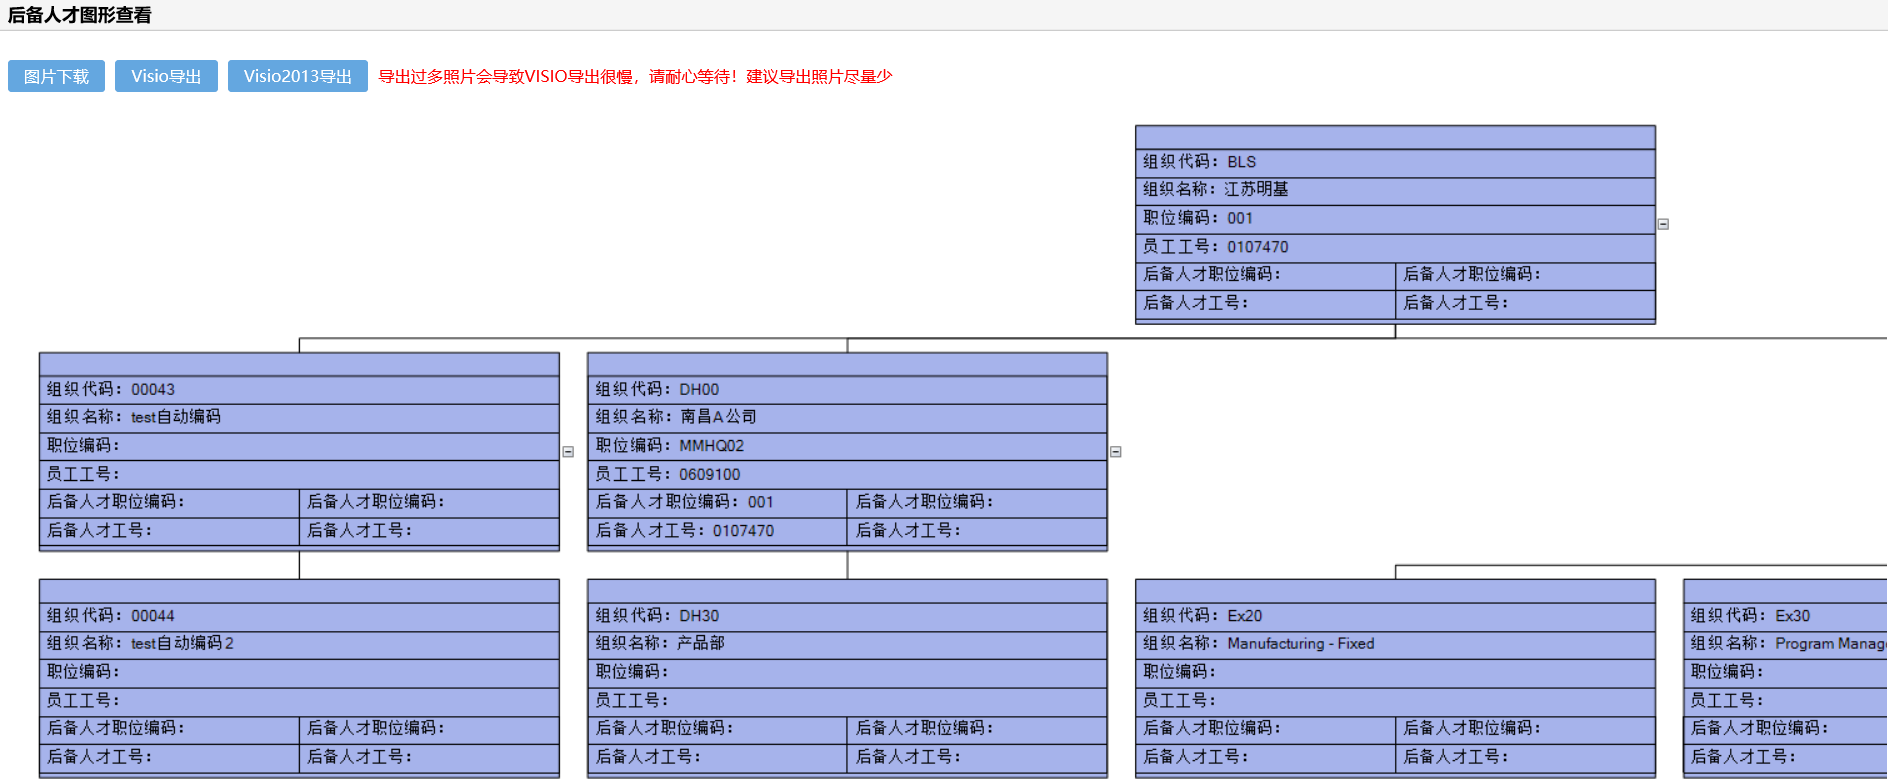 后备人才图形查看
图片下载 Visio导出 Visio2013导出 导出过多照片会导致VISIO导出很慢，请耐心等待！建议导出照片尽量少
组织代码：BLS
组织名称：江苏明基
职位编码：001
员工工号：0107470
后备人才职位编码： 后备人才职位编码：
后备人才工号： 后备人才工号：
组织代码：00043
组织名称：test自动编码
职位编码：
员工工号：
后备人才职位编码： 后备人才职位编码：
后备人才工号： 后备人才工号：
组织代码：DH00
组织名称：南昌A公司
职位编码：MMHQ02
员工工号：0609100
后备人才职位编码：001 后备人才职位编码：
后备人才工号：0107470 后备人才工号：
组织代码：00044
组织名称：test自动编码2
职位编码：
员工工号：
后备人才职位编码： 后备人才职位编码：
后备人才工号： 后备人才工号：
组织代码：DH30
组织名称：产品部
职位编码：
员工工号：
后备人才职位编码： 后备人才职位编码：
后备人才工号： 后备人才工号：
组织代码：Ex20
组织名称：Manufacturing - Fixed
职位编码：
员工工号：
后备人才职位编码： 后备人才职位编码：
后备人才工号： 后备人才工号：
组织代码：Ex30
组织名称：Program Manag
职位编码：
员工工号：
后备人才职位编码：
后备人才工号：